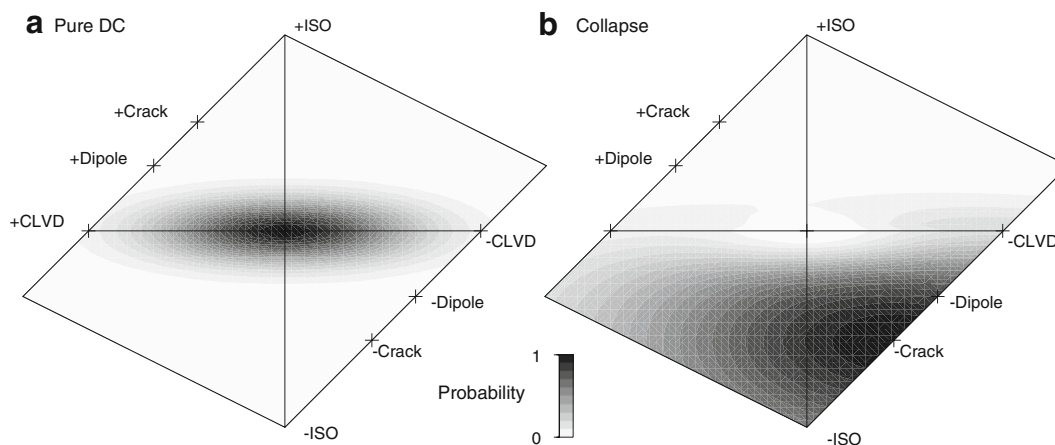 a Pure DC
+ISO
+Crack
+Dipole
+CLVD
-CLVD
-Dipole
-Crack
-ISO
b Collapse
+ISO
+Crack
+Dipole
-CLVD
-Dipole
-Crack
-ISO
Probability
1
0